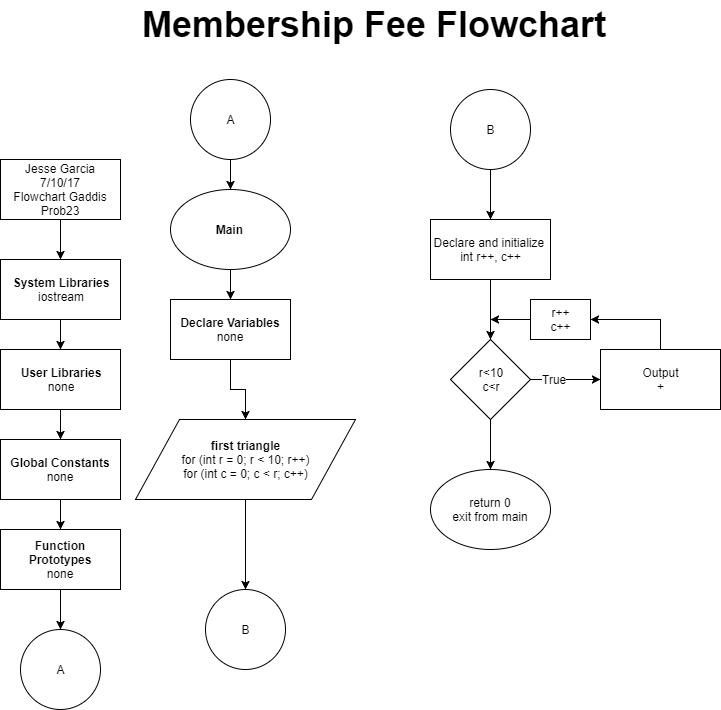 Membership Fee Flowchart
Jesse Garcia
7/10/17
Flowchart Gaddis
Prob23
System Libraries
iostream
User Libraries
none
Global Constants
none
Function
Prototypes
none
A
A
Main
Declare Variables
none
first triangle
for (int r = 0; r < 10; r++)
for (int c = 0; c < r; c++)
B
B
Declare and initialize
int r++, c++
r++
c++
r<10
c<r
True
Output
+
return 0
exit from main